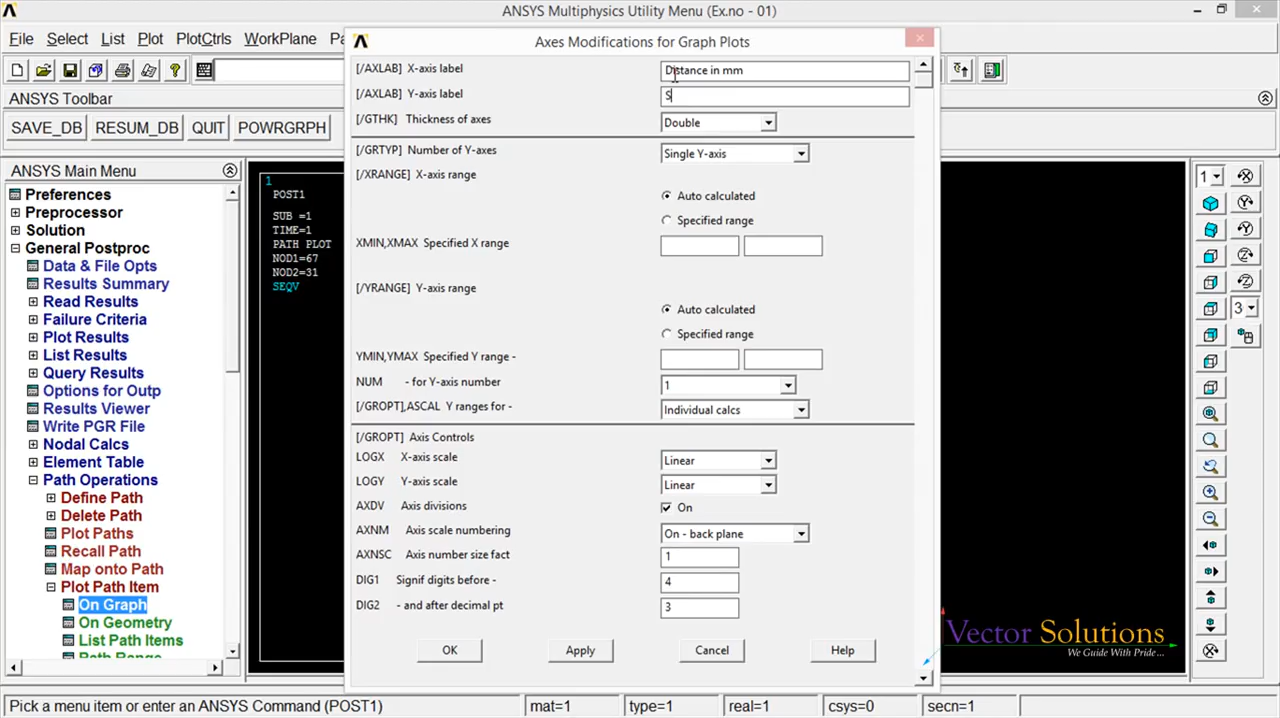 ANSYS Multiphysics Utility Menu (Ex.no - 01)
File Select List Plot PlotCtrls WorkPlane Pa
ANSYS Toolbar
SAVE_DB RESUM_DB QUIT POWRGRPH
ANSYS Main Menu
Preferences
Preprocessor
Solution
General Postproc
Data & File Opts
Results Summary
Read Results
Failure Criteria
Plot Results
List Results
Query Results
Options for Outp
Results Viewer
Write PGR File
Nodal Calcs
Element Table
Path Operations
Define Path
Delete Path
Plot Paths
Recall Path
Map onto Path
Plot Path Item
On Graph
On Geometry
List Path Items
Path Range
1
POST1
SUB =1
TIME=1
PATH PLOT
NOD1=67
NOD2=31
SEQV
Axes Modifications for Graph Plots
[/AXLAB] X-axis label Distance in mm
[/AXLAB] Y-axis label S
[/GTHK] Thickness of axes Double
[/GRTYP] Number of Y-axes Single Y-axis
[/XRANGE] X-axis range
Auto calculated
Specified range
XMIN,XMAX Specified X range
[/YRANGE] Y-axis range
Auto calculated
Specified range
YMIN,YMAX Specified Y range -
NUM - for Y-axis number 1
[/GROPT],ASCAL Y ranges for - Individual calcs
[/GROPT] Axis Controls
LOGX X-axis scale Linear
LOGY Y-axis scale Linear
AXDV Axis divisions On
AXNM Axis scale numbering On - back plane
AXNSC Axis number size fact 1
DIG1 Signif digits before - 4
DIG2 - and after decimal pt 3
OK Apply Cancel Help
1
3
Vector Solutions
We Guide With Pride...
Pick a menu item or enter an ANSYS Command (POST1) mat=1 type=1 real=1 csys=0 secn=1